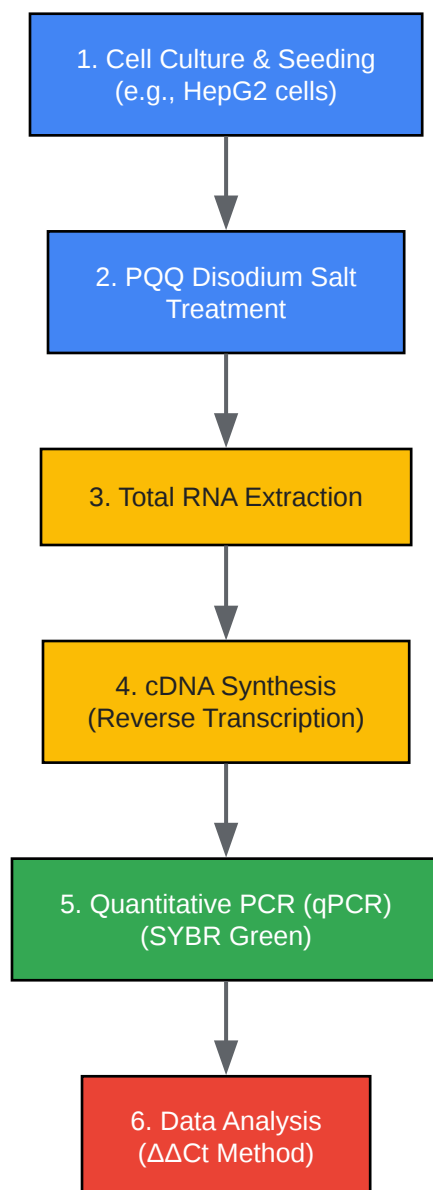 1. Cell Culture & Seeding
(e.g., HepG2 cells)
2. PQQ Disodium Salt
Treatment
3. Total RNA Extraction
4. cDNA Synthesis
(Reverse Transcription)
5. Quantitative PCR (qPCR)
(SYBR Green)
6. Data Analysis
(ΔΔCt Method)